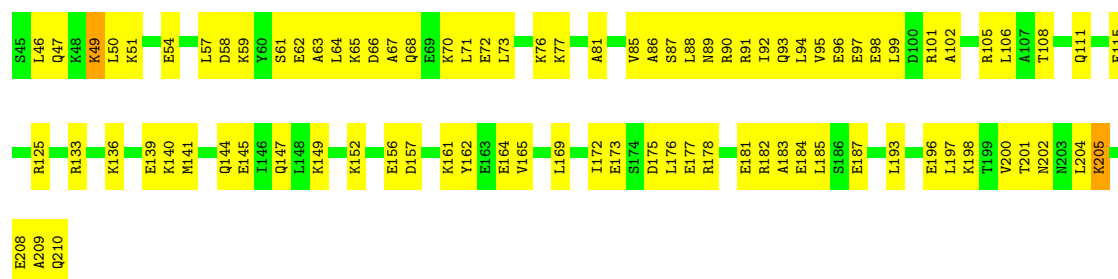 S45 L46 Q47 K48 K49 L50 K51 E54 L57 D58 K59 Y60 S61 E62 A63 L64 K65 D66 A67 Q68 E69 K70 L71 E72 L73 K76 K77 A81 V85 A86 S87 L88 N89 R90 R91 I92 Q93 L94 V95 E96 E97 E98 L99 D100 R101 A102 R105 L106 A107 T108 Q111 E115
R125 R133 K136 E139 K140 M141 Q144 E145 I146 Q147 L148 K149 K152 E156 D157 K161 Y162 E163 E164 V165 L169 I172 E173 S174 D175 L176 E177 R178 E181 R182 A183 E184 L185 S186 E187 L193 E196 L197 K198 T199 V200 T201 N202 N203 L204 K205
E208 A209 Q210